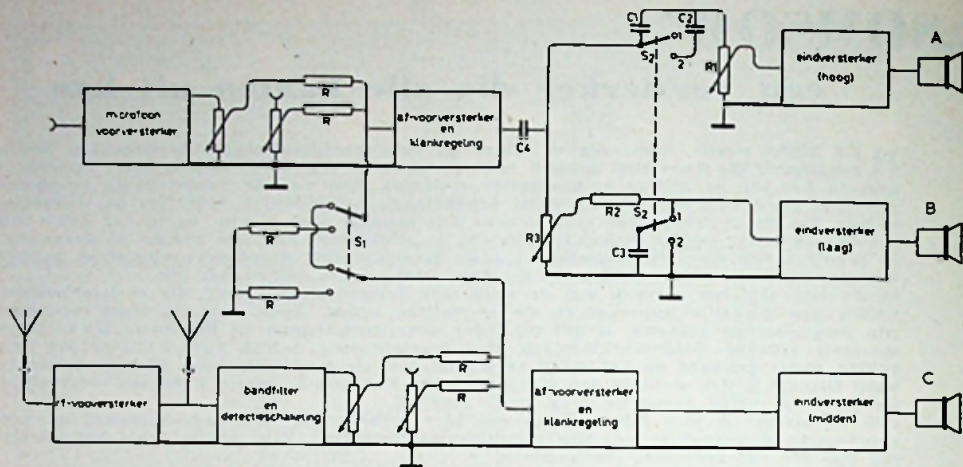 microfoon
voorversterker
R
R
af-voorversterker
en
klankregeling
C4
C1
C2
S2
1
2
R1
eindversterker
(hoog)
A
R
R
S1
R3
R2
S2
1
2
C3
eindversterker
(laag)
B
rf-vooversterker
bandfilter
en
detectieschakeling
R
R
af-voorversterker
en
klankregeling
eindversterker
(midden)
C